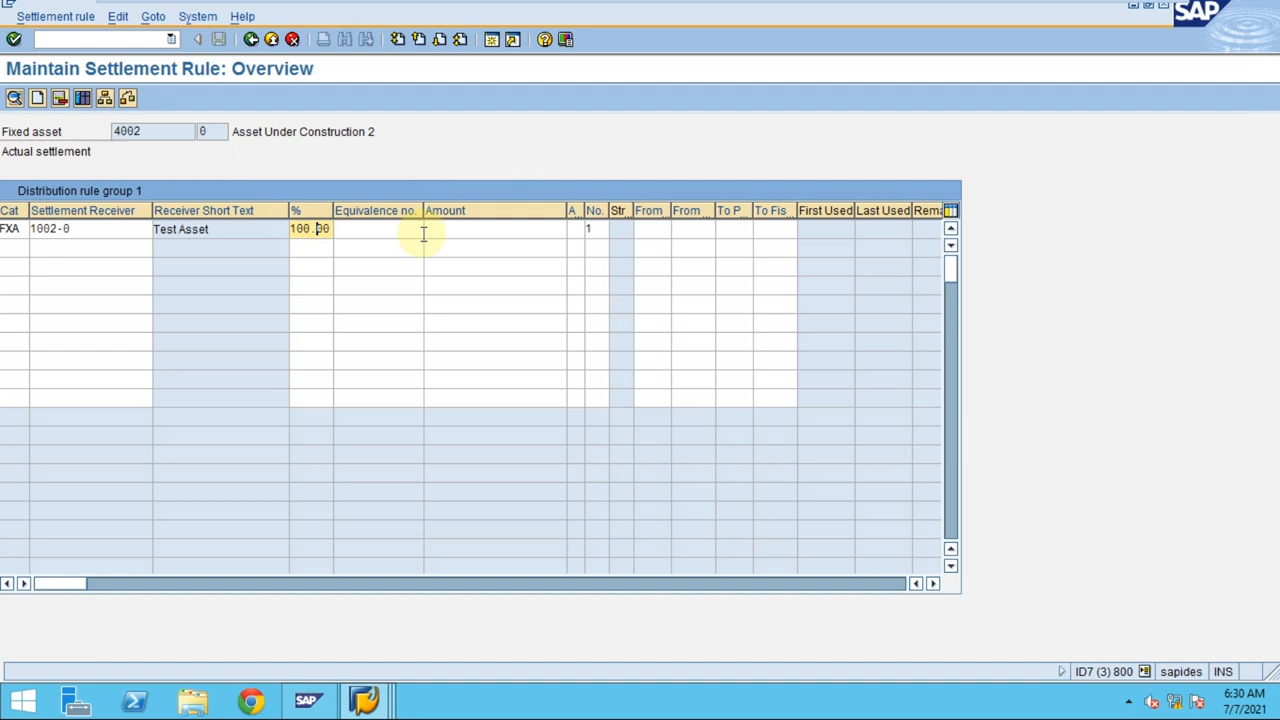 Settlement rule Edit Goto System Help
SAP
Maintain Settlement Rule: Overview
Fixed asset 4002 0 Asset Under Construction 2
Actual settlement
Distribution rule group 1
Cat Settlement Receiver Receiver Short Text % Equivalence no. Amount A... No. Str... From... From... To P... To Fis... First Used Last Used Rema
FXA 1002-0 Test Asset 100.00 1
ID7 (3) 800 sapides INS
SAP
6:30 AM
7/7/2021